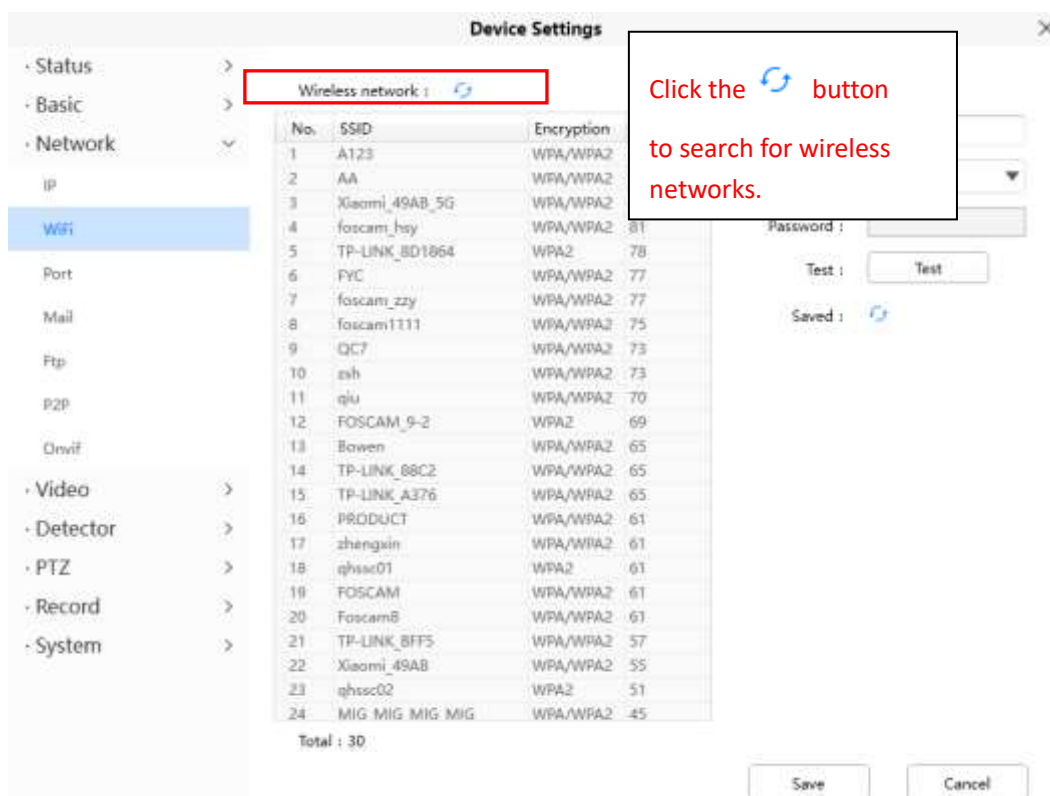 Device Settings
· Status
· Basic
· Network
IP
WiFi
Port
Mail
Ftp
P2P
Onvif
· Video
· Detector
· PTZ
· Record
· System
Wireless network :
No. SSID Encryption
1 A123 WPA/WPA2
2 AA WPA/WPA2
3 Xiaomi_49AB_5G WPA/WPA2
4 foscam_hsy WPA/WPA2 81
5 TP-LINK_8D1864 WPA2 78
6 FYC WPA/WPA2 77
7 foscam_zzy WPA/WPA2 77
8 foscam1111 WPA/WPA2 75
9 QC7 WPA/WPA2 73
10 zsh WPA/WPA2 73
11 qiu WPA/WPA2 70
12 FOSCAM_9-2 WPA2 69
13 Bowen WPA/WPA2 65
14 TP-LINK_88C2 WPA/WPA2 65
15 TP-LINK_A376 WPA/WPA2 65
16 PRODUCT WPA/WPA2 61
17 zhengxin WPA/WPA2 61
18 qhssc01 WPA2 61
19 FOSCAM WPA/WPA2 61
20 Foscam8 WPA/WPA2 61
21 TP-LINK_8FF5 WPA/WPA2 57
22 Xiaomi_49AB WPA/WPA2 55
23 qhssc02 WPA2 51
24 MIG_MIG_MIG_MIG WPA/WPA2 45
Total : 30
Click the button
to search for wireless
networks.
Password :
Test : Test
Saved :
Save Cancel